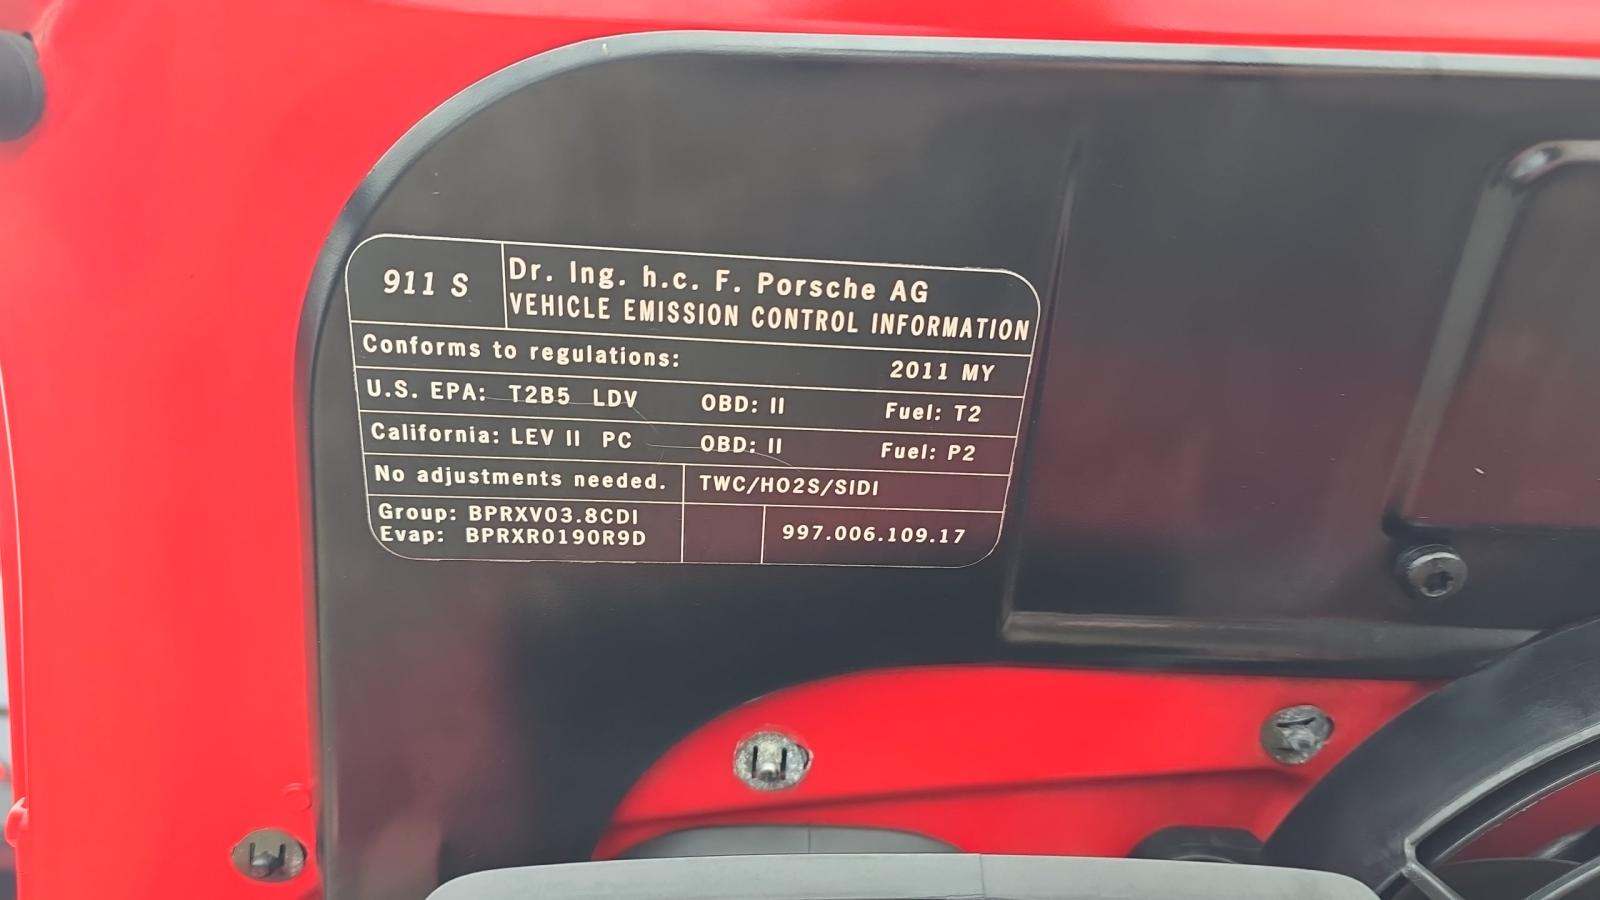 911 S
Dr. Ing. h.c. F. Porsche AG
VEHICLE EMISSION CONTROL INFORMATION
Conforms to regulations: 2011 MY
U.S. EPA: T2B5 LDV OBD: II Fuel: T2
California: LEV II PC OBD: II Fuel: P2
No adjustments needed. TWC/HO2S/SIDI
Group: BPRXV03.8CDI
Evap: BPRXR0190R9D
997.006.109.17